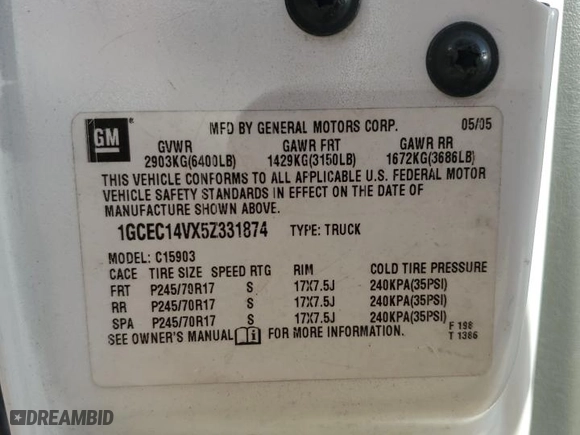 GM
MFD BY GENERAL MOTORS CORP. 05/05
GVWR GAWR FRT GAWR RR
2903KG(6400LB) 1429KG(3150LB) 1672KG(3686LB)
THIS VEHICLE CONFORMS TO ALL APPLICABLE U.S. FEDERAL MOTOR
VEHICLE SAFETY STANDARDS IN EFFECT ON THE DATE OF
MANUFACTURE SHOWN ABOVE.
1GCEC14VX5Z331874 TYPE: TRUCK
MODEL: C15903
CACE TIRE SIZE SPEED RTG RIM COLD TIRE PRESSURE
FRT P245/70R17 S 17X7.5J 240KPA(35PSI)
RR P245/70R17 S 17X7.5J 240KPA(35PSI)
SPA P245/70R17 S 17X7.5J 240KPA(35PSI)
SEE OWNER'S MANUAL FOR MORE INFORMATION.
F 198
T 1386
DREAMBID